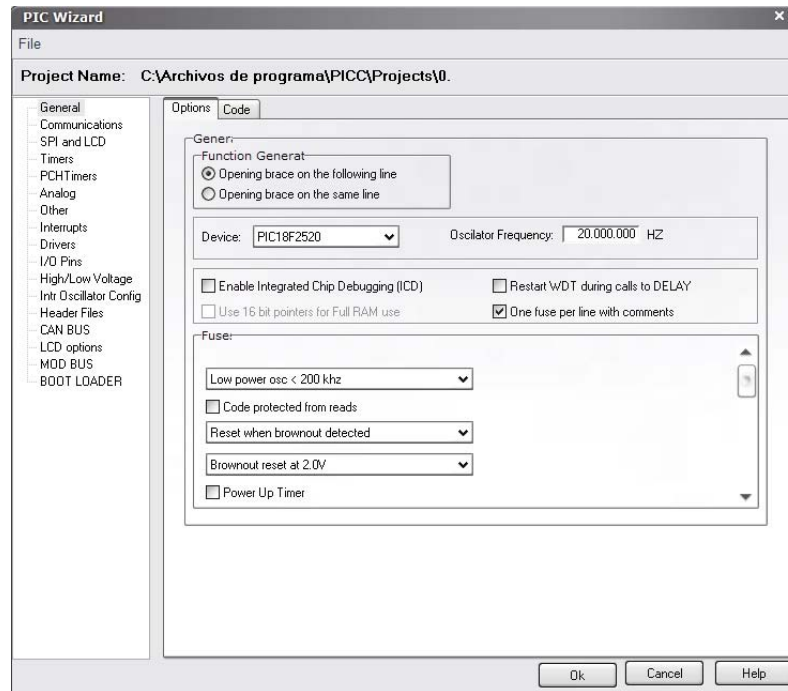 PIC Wizard
File
Project Name: C:\Archivos de programa\PICC\Projects\0.
General
Communications
SPI and LCD
Timers
PCHTimers
Analog
Other
Interrupts
Drivers
I/O Pins
High/Low Voltage
Intr Oscillator Config
Header Files
CAN BUS
LCD options
MOD BUS
BOOT LOADER
Options Code
Gener
Function Generat
Opening brace on the following line
Opening brace on the same line
Device: PIC18F2520 Oscilator Frequency: 20.000.000 HZ
Enable Integrated Chip Debugging (ICD) Restart WDT during calls to DELAY
Use 16 bit pointers for Full RAM use One fuse per line with comments
Fuse
Low power osc < 200 khz
Code protected from reads
Reset when brownout detected
Brownout reset at 2.0V
Power Up Timer
Ok Cancel Help